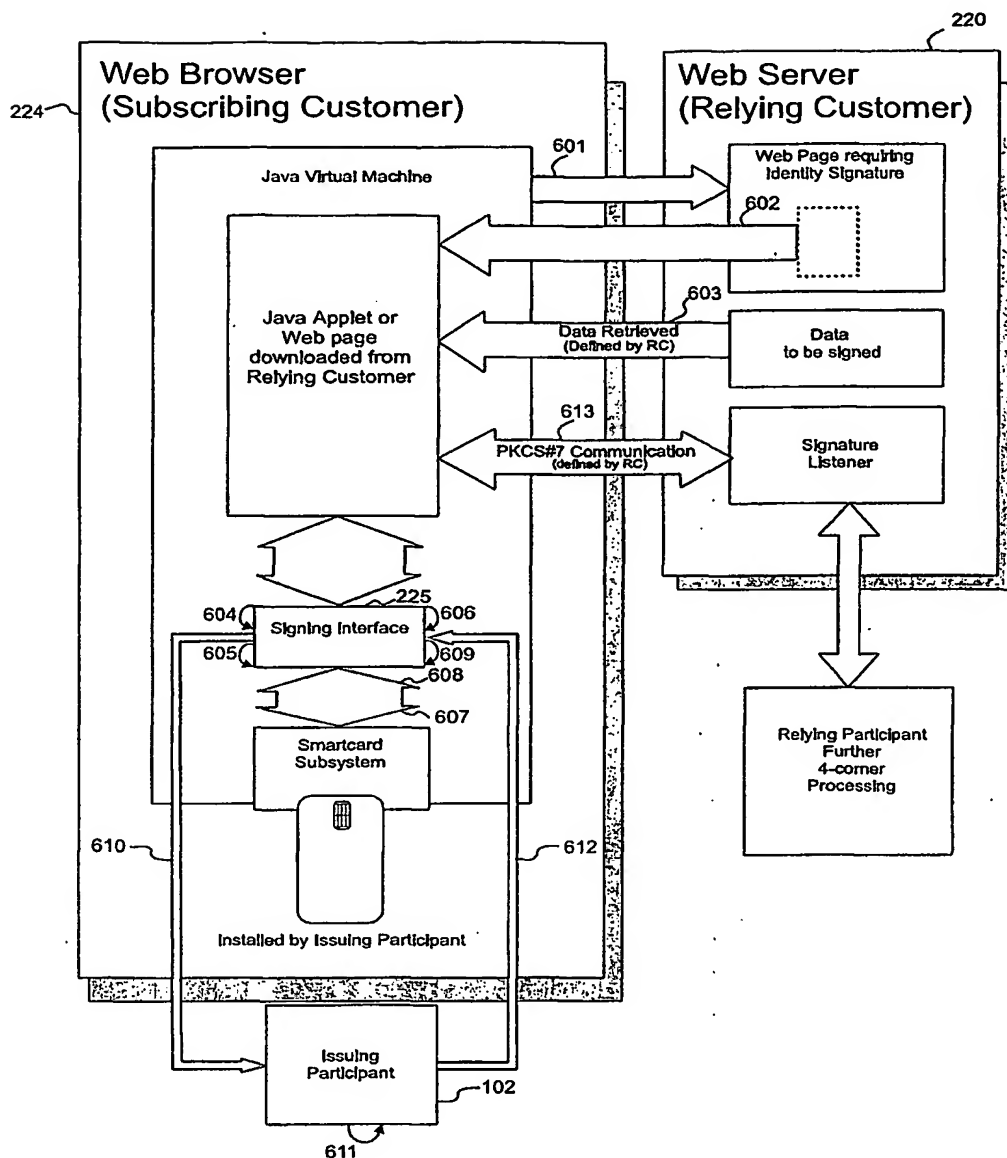 220
Web Browser
(Subscribing Customer)
224
Web Server
(Relying Customer)
601
Java Virtual Machine
Web Page requiring
Identity Signature
602
603
Java Applet or
Web page
downloaded from
Relying Customer
Data Retrieved
(Defined by RC)
Data
to be signed
613
PKCS#7 Communication
(defined by RC)
Signature
Listener
225
604
606
Signing Interface
605
609
608
607
Smartcard
Subsystem
Relying Participant
Further
4-corner
Processing
610
612
Installed by Issuing Participant
Issuing
Participant
102
611